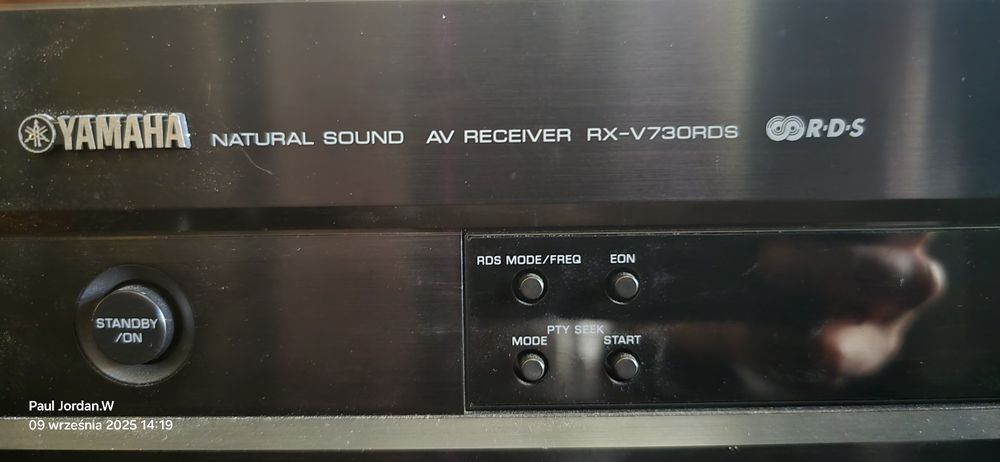 YAMAHA NATURAL SOUND AV RECEIVER RX-V730RDS R·D·S
RDS MODE/FREQ EON
STANDBY
/ON
PTY SEEK
MODE START
Paul Jordan.W
09 września 2025 14:19